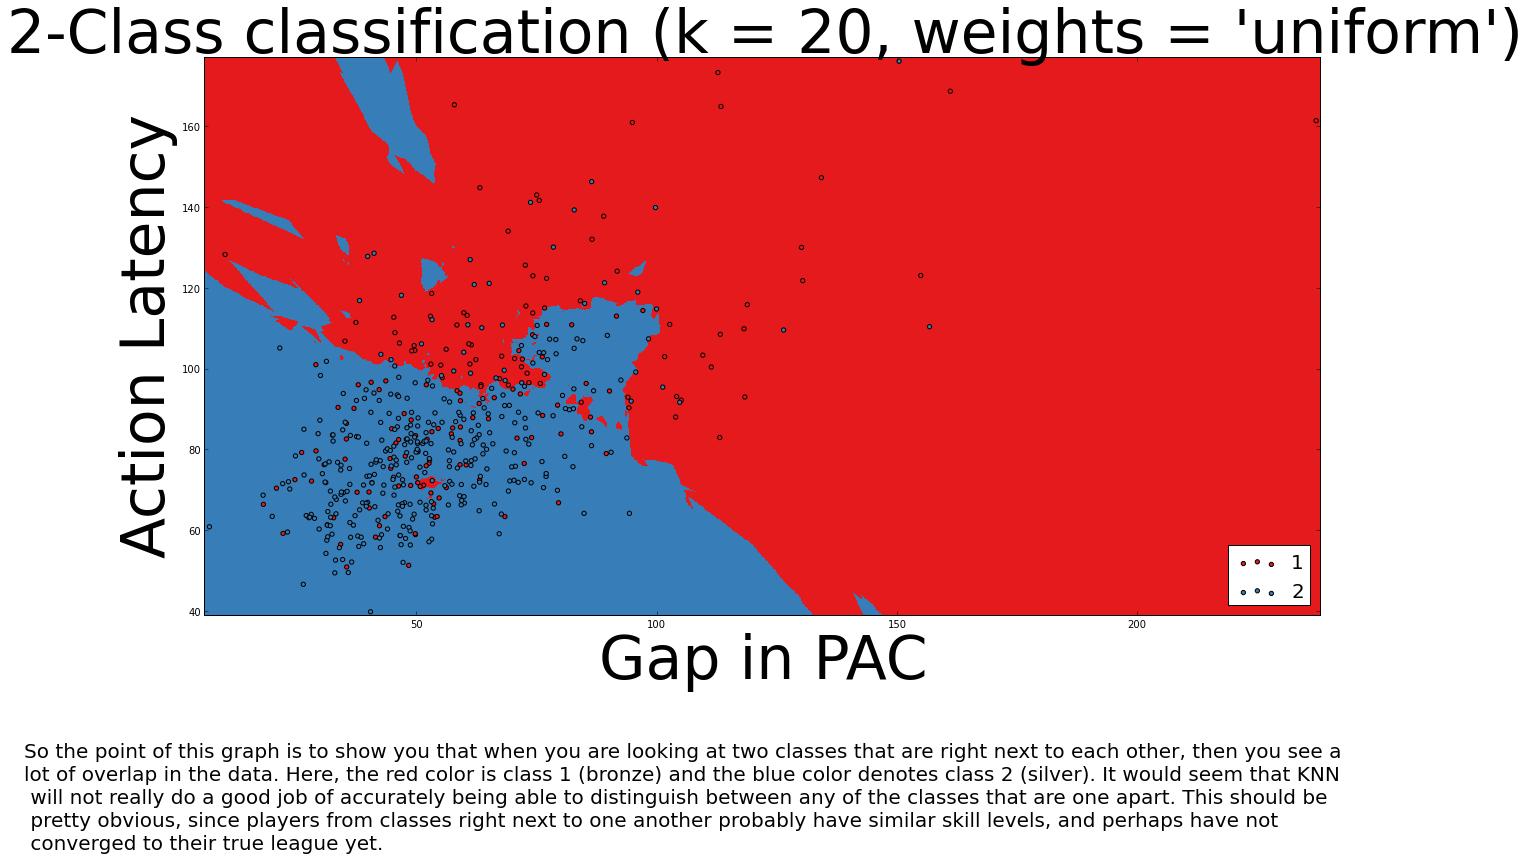 2-Class classification (k = 20, weights = 'uniform')
Action Latency
160
140
120
100
80
60
40
50
100
150
200
1
2
Gap in PAC
So the point of this graph is to show you that when you are looking at two classes that are right next to each other, then you see a
lot of overlap in the data. Here, the red color is class 1 (bronze) and the blue color denotes class 2 (silver). It would seem that KNN
will not really do a good job of accurately being able to distinguish between any of the classes that are one apart. This should be
pretty obvious, since players from classes right next to one another probably have similar skill levels, and perhaps have not
converged to their true league yet.